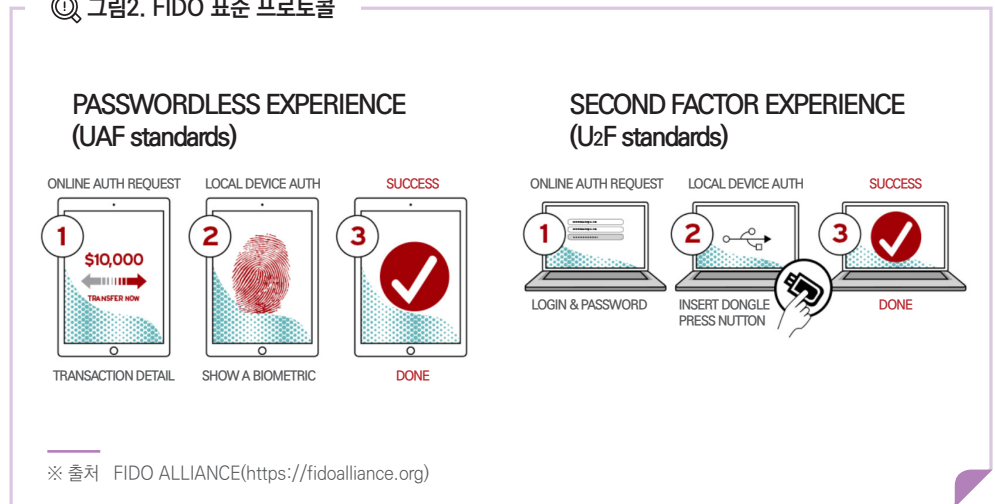 그림2. FIDO 표준 프로토콜
PASSWORDLESS EXPERIENCE
(UAF standards)
ONLINE AUTH REQUEST
LOCAL DEVICE AUTH
SUCCESS
1
$10,000
TRANSFER NOW
2
3
TRANSACTION DETAIL
SHOW A BIOMETRIC
DONE
SECOND FACTOR EXPERIENCE
(U2F standards)
ONLINE AUTH REQUEST
LOCAL DEVICE AUTH
SUCCESS
1
2
3
LOGIN & PASSWORD
INSERT DONGLE
PRESS NUTTON
DONE
※ 출처 FIDO ALLIANCE(https://fidoalliance.org)